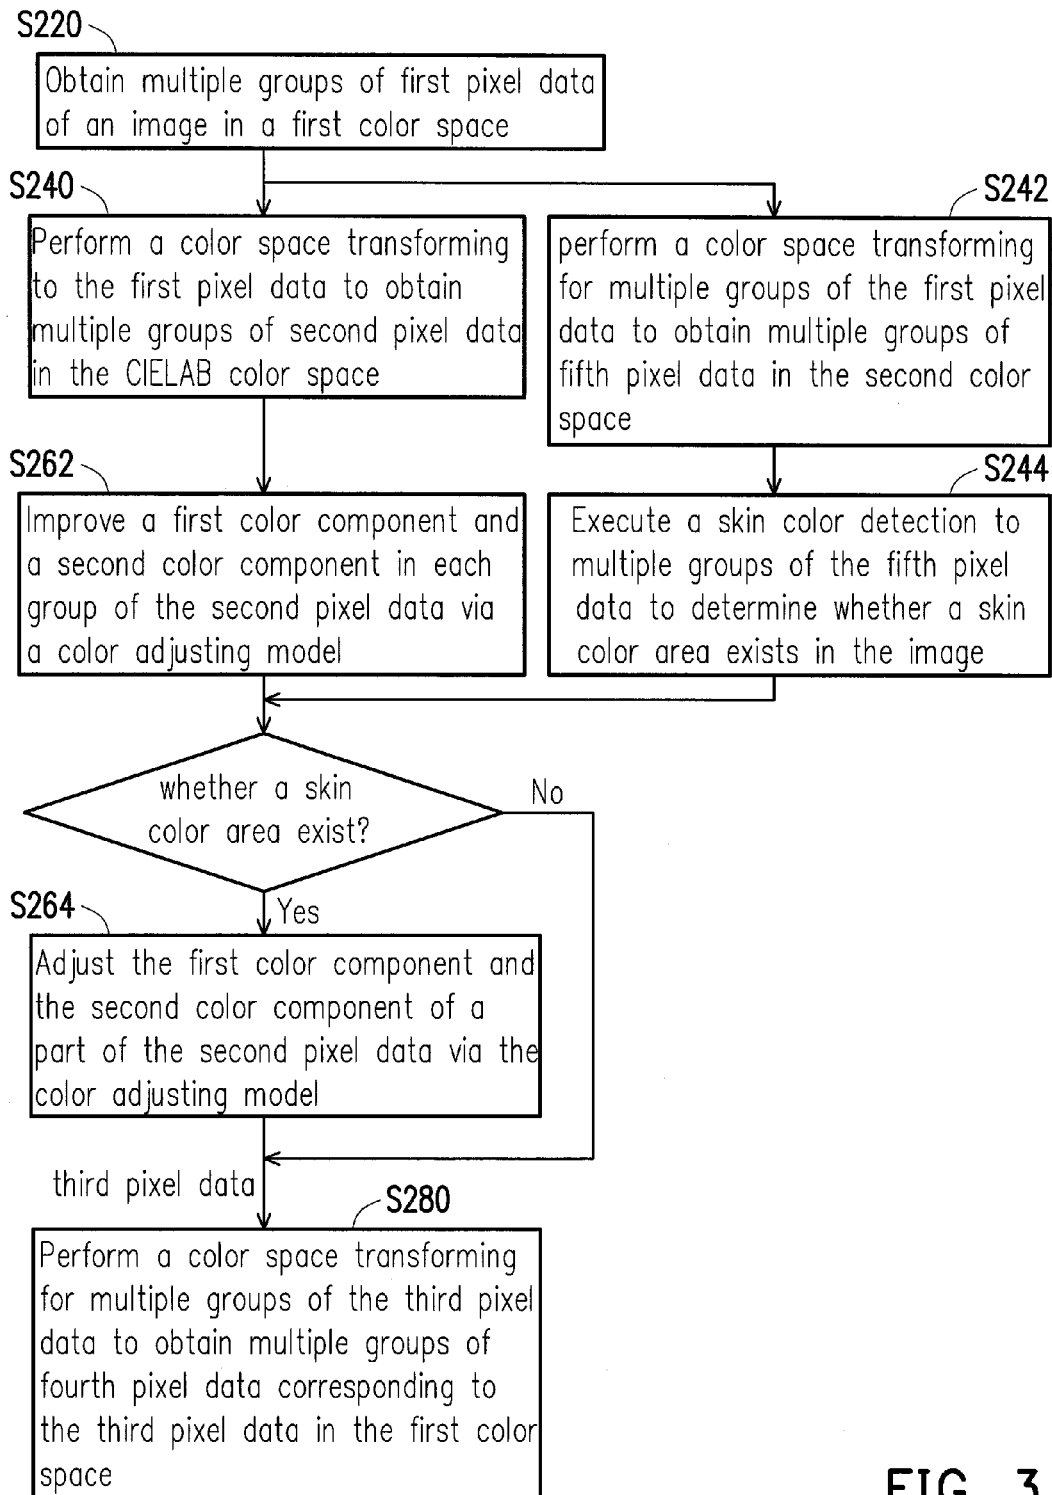 S220
Obtain multiple groups of first pixel data
of an image in a first color space
S240
Perform a color space transforming
to the first pixel data to obtain
multiple groups of second pixel data
in the CIELAB color space
S242
perform a color space transforming
for multiple groups of the first pixel
data to obtain multiple groups of
fifth pixel data in the second color
space
S262
Improve a first color component and
a second color component in each
group of the second pixel data via
a color adjusting model
S244
Execute a skin color detection to
multiple groups of the fifth pixel
data to determine whether a skin
color area exists in the image
whether a skin
color area exist?
No
Yes
S264
Adjust the first color component and
the second color component of a
part of the second pixel data via the
color adjusting model
third pixel data
S280
Perform a color space transforming
for multiple groups of the third pixel
data to obtain multiple groups of
fourth pixel data corresponding to
the third pixel data in the first color
space
FIG. 3